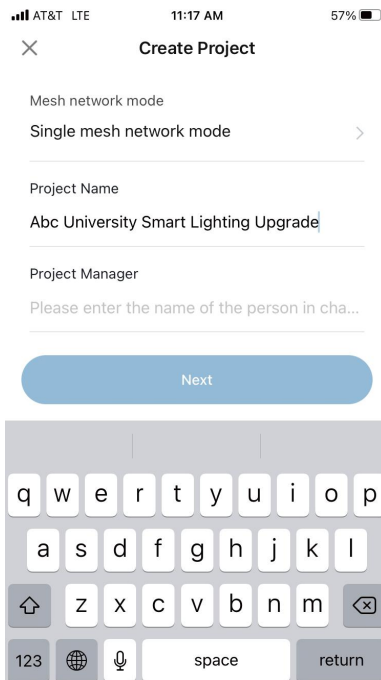 AT&T LTE 11:17 AM 57%
Create Project
Mesh network mode
Single mesh network mode
Project Name
Abc University Smart Lighting Upgrade
Project Manager
Please enter the name of the person in cha...
Next
q w e r t y u i o p
a s d f g h j k l
z x c v b n m
123 space return